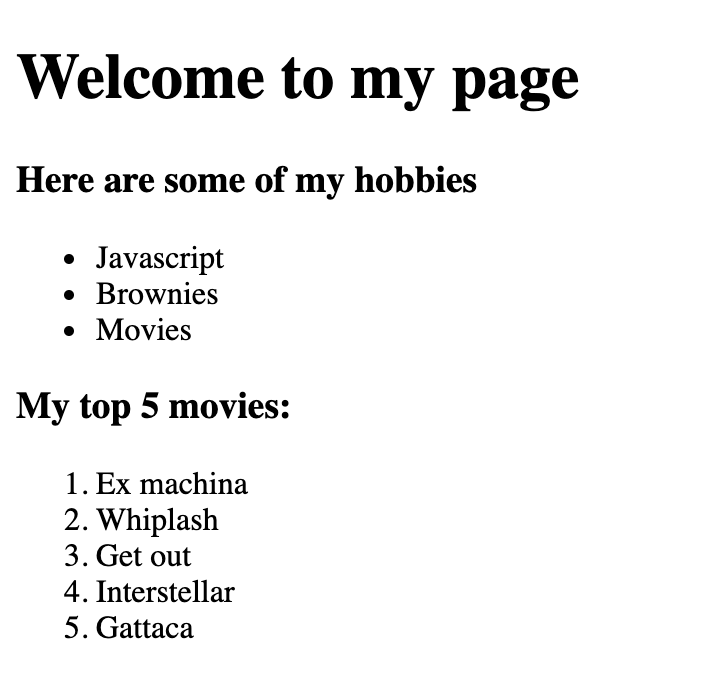 Welcome to my page
Here are some of my hobbies
• Javascript
• Brownies
• Movies
My top 5 movies:
1. Ex machina
2. Whiplash
3. Get out
4. Interstellar
5. Gattaca